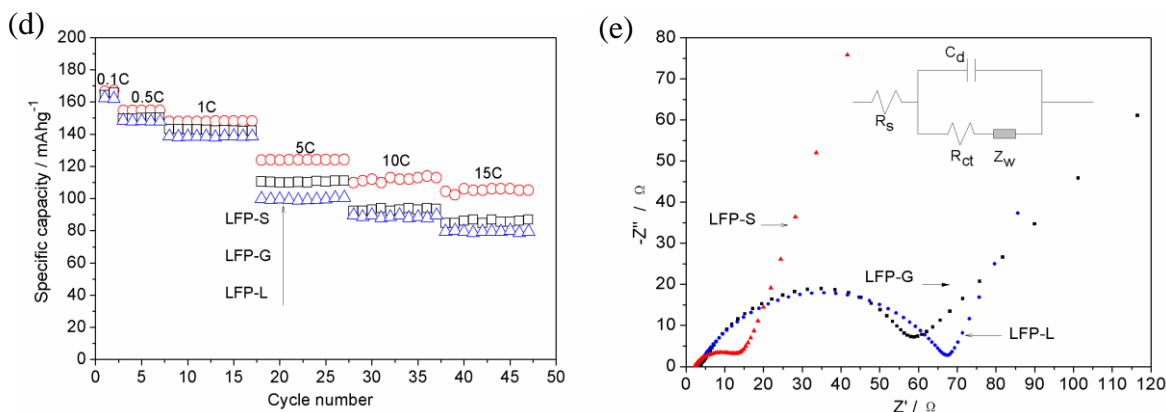 (d)
200
180
160
140
120
100
80
60
40
20
0
0.1C
0.5C
1C
5C
10C
15C
LFP-S
LFP-G
LFP-L
0 5 10 15 20 25 30 35 40 45 50
Cycle number
Specific capacity / mAhg⁻¹
(e)
80
70
60
50
40
30
20
10
0
C_d
R_s
R_ct
Z_w
LFP-S
LFP-G
LFP-L
0 10 20 30 40 50 60 70 80 90 100 110 120
Z' / Ω
-Z'' / Ω